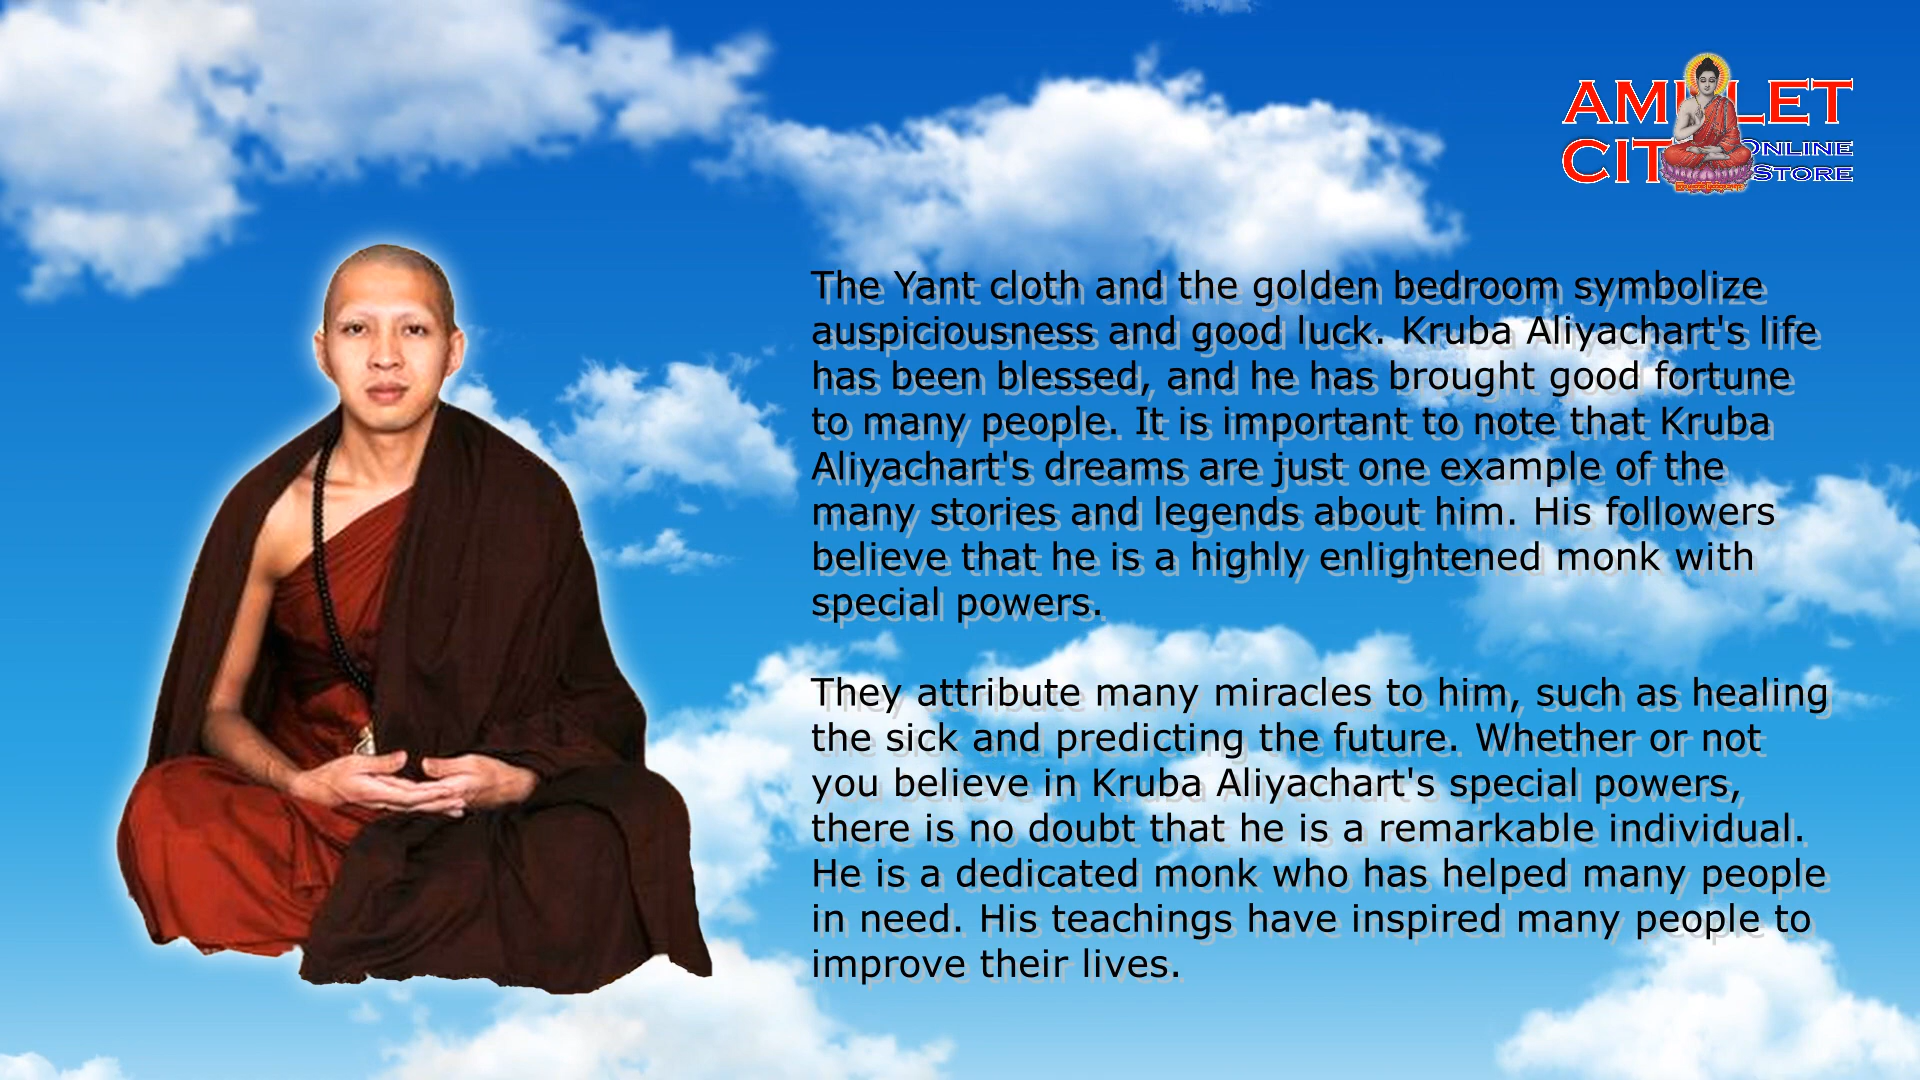 AMULET
CITY ONLINE
STORE
The Yant cloth and the golden bedroom symbolize
auspiciousness and good luck. Kruba Aliyachart's life
has been blessed, and he has brought good fortune
to many people. It is important to note that Kruba
Aliyachart's dreams are just one example of the
many stories and legends about him. His followers
believe that he is a highly enlightened monk with
special powers.
They attribute many miracles to him, such as healing
the sick and predicting the future. Whether or not
you believe in Kruba Aliyachart's special powers,
there is no doubt that he is a remarkable individual.
He is a dedicated monk who has helped many people
in need. His teachings have inspired many people to
improve their lives.